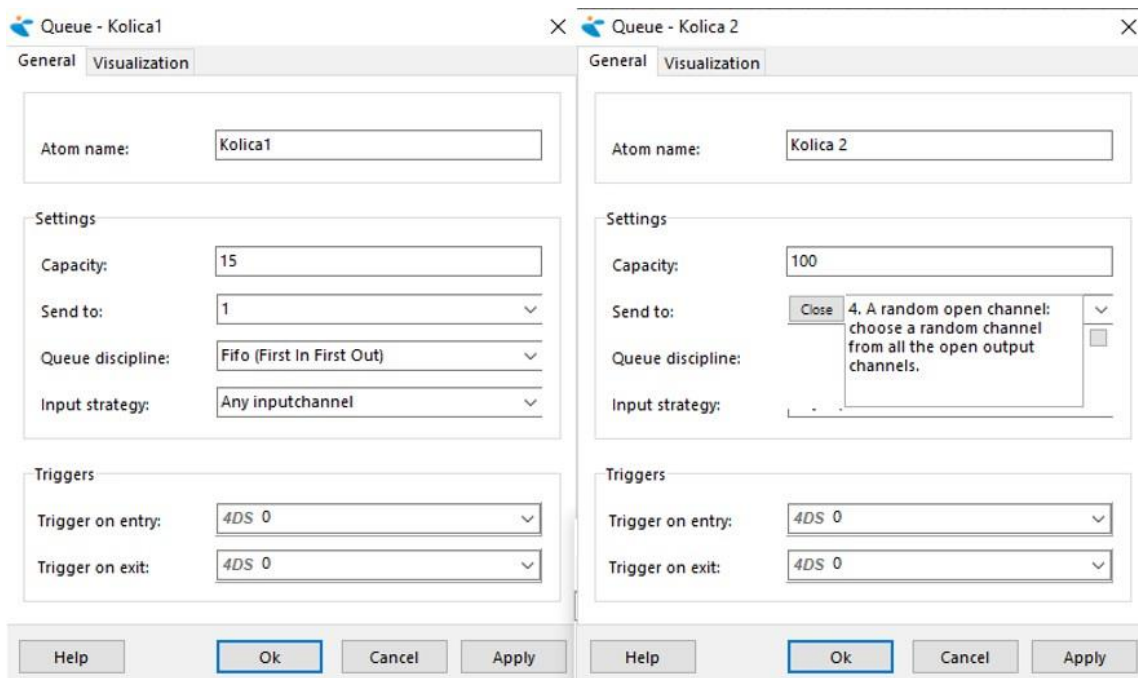 Queue - Kolica1
General Visualization
Atom name: Kolica1
Settings
Capacity: 15
Send to: 1
Queue discipline: Fifo (First In First Out)
Input strategy: Any inputchannel
Triggers
Trigger on entry: 4DS 0
Trigger on exit: 4DS 0
Help Ok Cancel Apply
Queue - Kolica 2
General Visualization
Atom name: Kolica 2
Settings
Capacity: 100
Send to: Close 4. A random open channel:
choose a random channel
from all the open output
channels.
Queue discipline:
Input strategy:
Triggers
Trigger on entry: 4DS 0
Trigger on exit: 4DS 0
Help Ok Cancel Apply